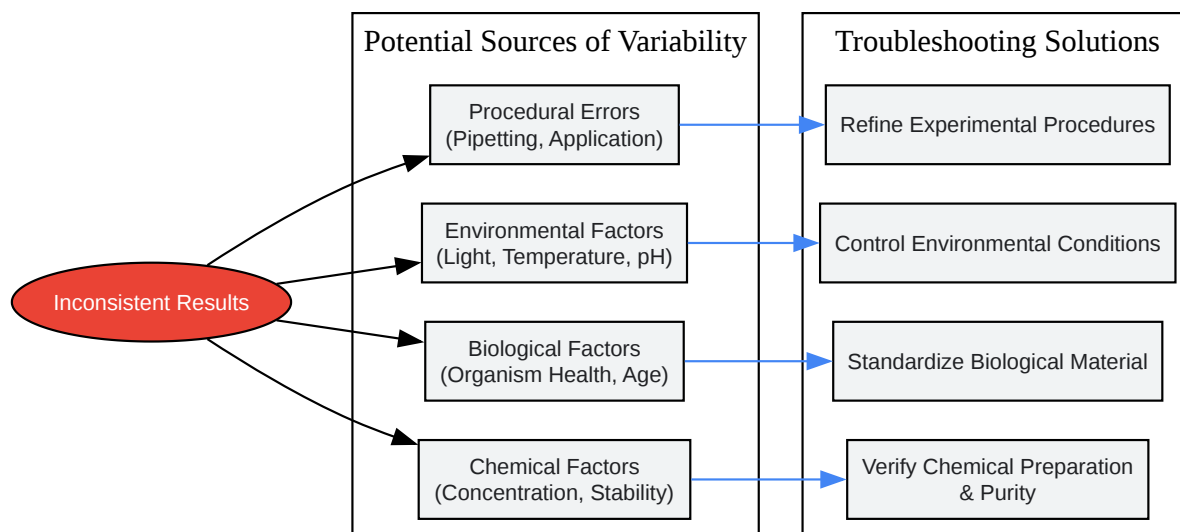 Potential Sources of Variability
Troubleshooting Solutions
Procedural Errors
(Pipetting, Application)
Refine Experimental Procedures
Environmental Factors
(Light, Temperature, pH)
Control Environmental Conditions
Inconsistent Results
Biological Factors
(Organism Health, Age)
Standardize Biological Material
Chemical Factors
(Concentration, Stability)
Verify Chemical Preparation
& Purity